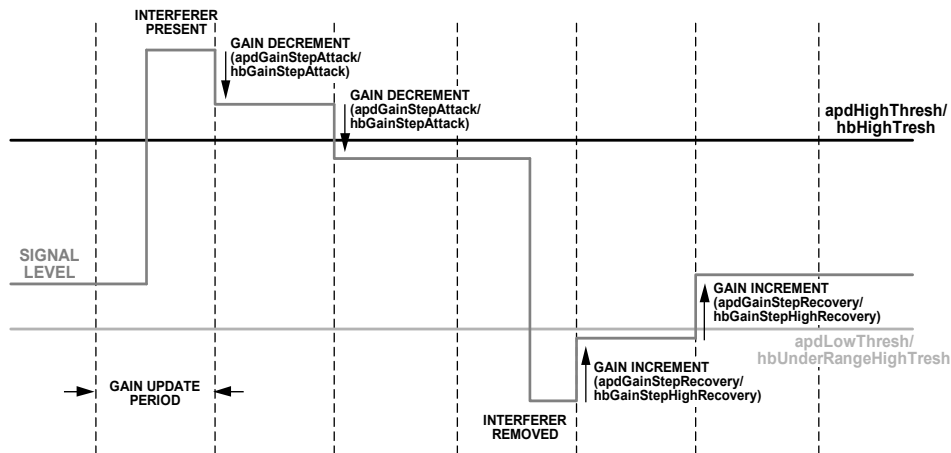 INTERFERER
PRESENT
GAIN DECREMENT
(apdGainStepAttack/
hbGainStepAttack)
GAIN DECREMENT
(apdGainStepAttack/
hbGainStepAttack)
apdHighThresh/
hbHighTresh
SIGNAL
LEVEL
GAIN INCREMENT
(apdGainStepRecovery/
hbGainStepHighRecovery)
apdLowThresh/
hbUnderRangeHighTresh
GAIN INCREMENT
(apdGainStepRecovery/
hbGainStepHighRecovery)
GAIN UPDATE
PERIOD
INTERFERER
REMOVED